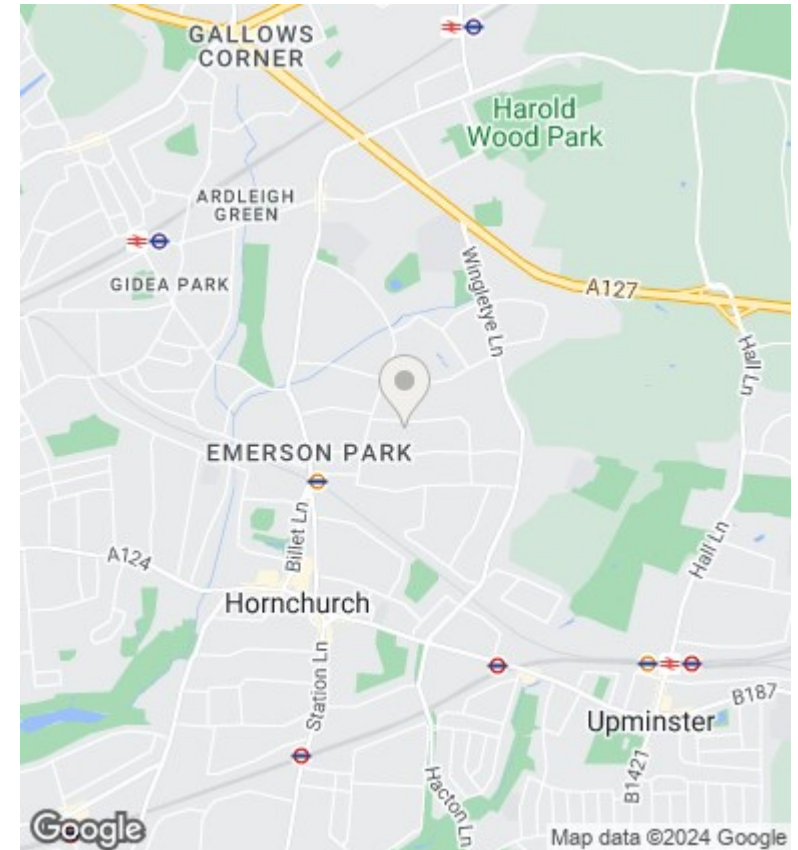 GALLOWS
CORNER
Harold
Wood Park
ARDLEIGH
GREEN
GIDEA PARK
Wingletye Ln
A127
Hall Ln
EMERSON PARK
Billet Ln
A124
Hall Ln
Hornchurch
Station Ln
B187
Upminster
B1421
Hacton Ln
Google
Map data ©2024 Google